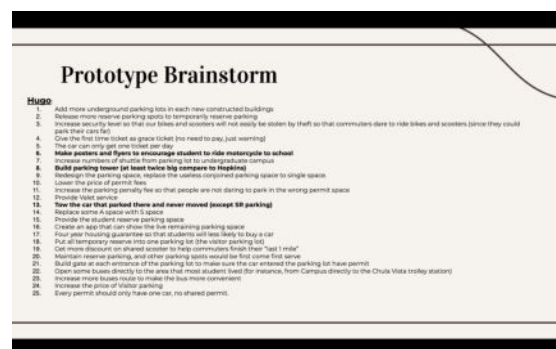 Prototype Brainstorm
Hugo
1. Add more underground parking lots in each new constructed buildings
2. Release more reserve parking spots to temporarily reserve parking
3. Increase security level so that our bikes and scooters will not easily be stolen by theft so that commuters dare to ride bikes and scooters (since they could
park their cars far)
4. Give the first time ticket as grace ticket (no need to pay, just warning)
5. The car can only get one ticket per day
6. Make posters and flyers to encourage student to ride motorcycle to school
7. Increase numbers of shuttle from parking lot to undergraduate campus
8. Build parking tower (at least twice big compare to Hopkins)
9. Redesign the parking space, replace the useless conjoined parking space to single space.
10. Lower the price of permit fees
11. Increase the parking penalty fee so that people are not daring to park in the wrong permit space
12. Provide Valet service
13. Tow the car that parked there and never moved (except SR parking)
14. Replace some A space with S space
15. Provide the student reserve parking space
16. Create an app that can show the live remaining parking space
17. Four year housing guarantee so that students will less likely to buy a car
18. Put all temporary reserve into one parking lot (the visitor parking lot)
19. Get more discount on shared scooter to help commuters finish their "last 1 mile"
20. Maintain reserve parking, and other parking spots would be first come first serve
21. Build gate at each entrance of the parking lot to make sure the car entered the parking lot have permit
22. Open some buses directly to the area that most student lived (for instance, from Campus directly to the Chula Vista trolley station)
23. Increase more buses route to make the bus more convenient
24. Increase the price of Visitor parking
25. Every permit should only have one car, no shared permit.